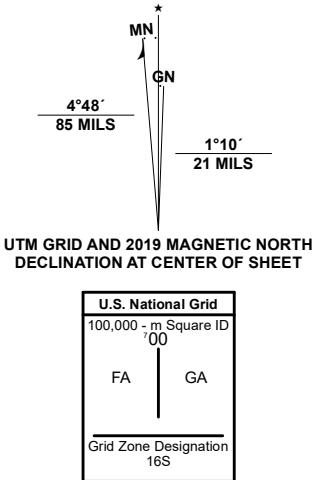 ★
MN
GN
4°48´
85 MILS
1°10´
21 MILS
UTM GRID AND 2019 MAGNETIC NORTH
DECLINATION AT CENTER OF SHEET
U.S. National Grid
100,000 - m Square ID
⁷00
FA
GA
Grid Zone Designation
16S